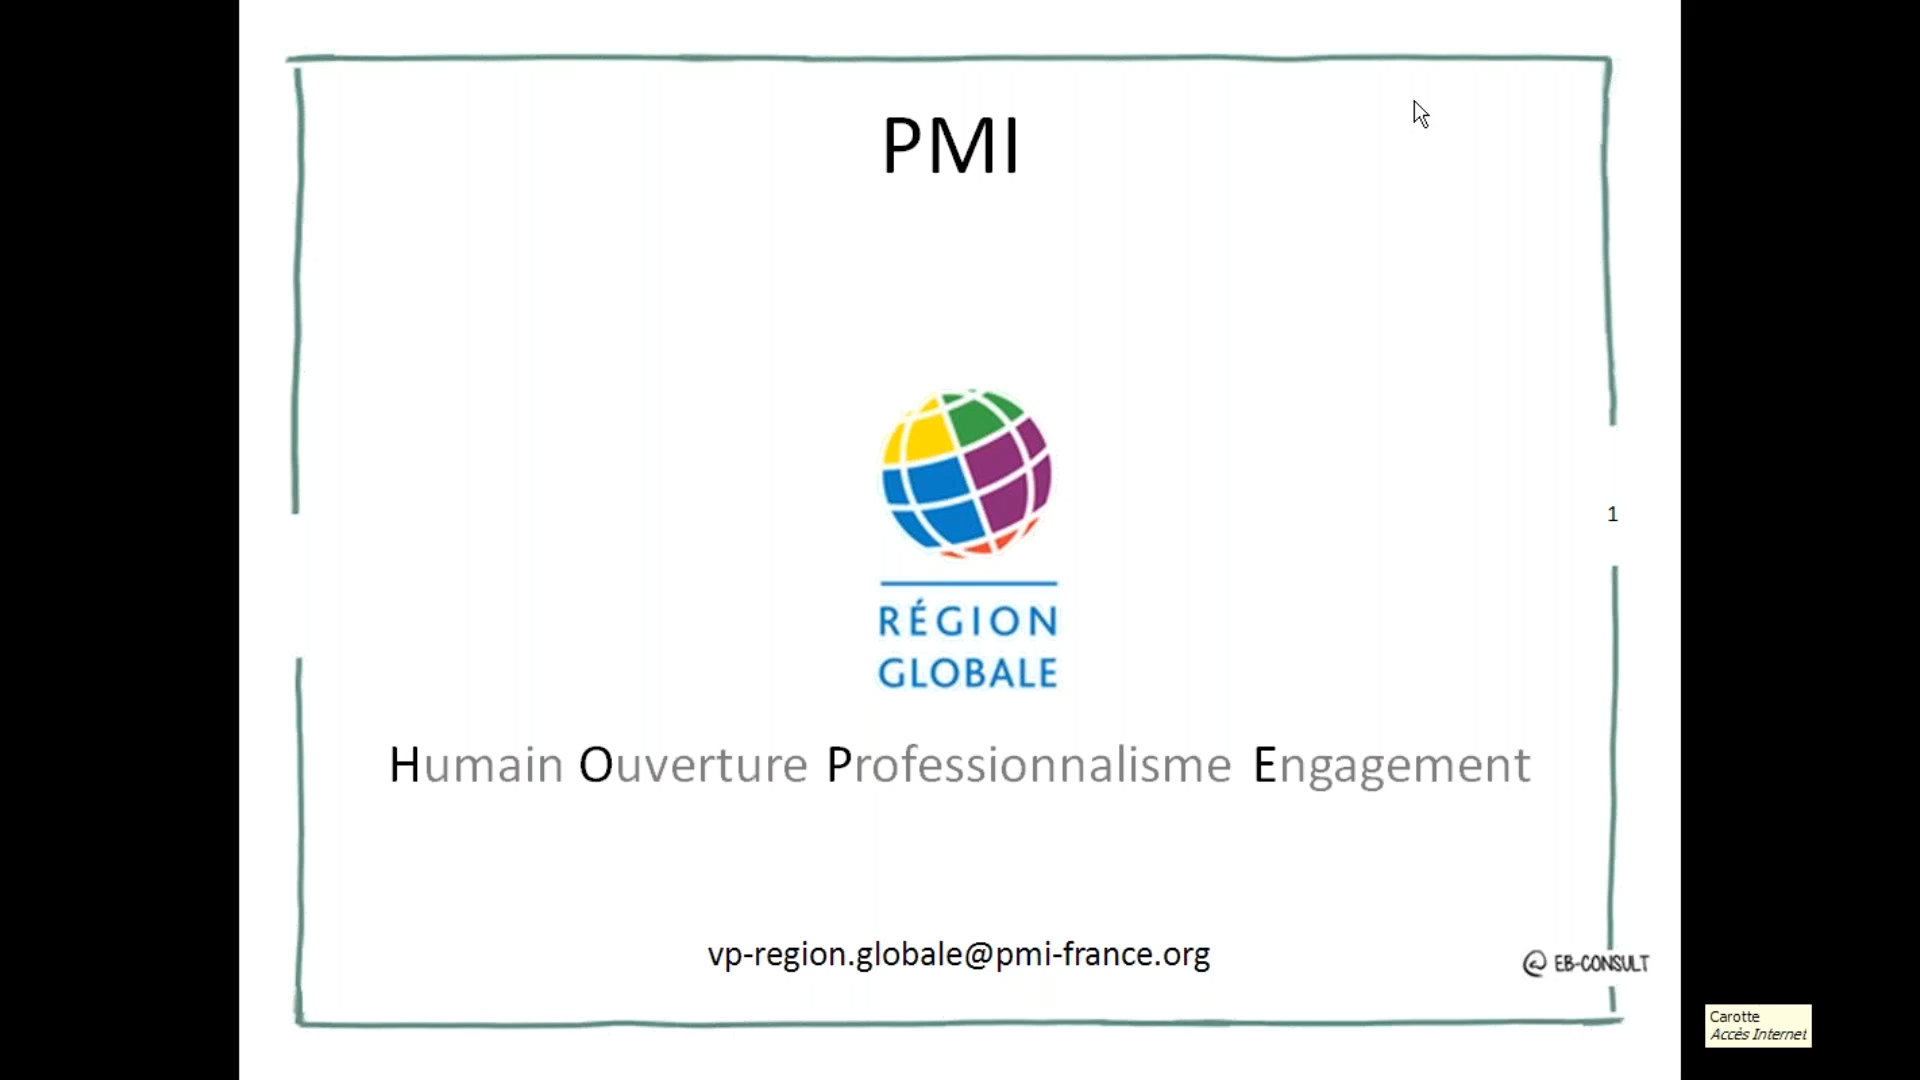 PMI
1
RÉGION
GLOBALE
Humain Ouverture Professionnalisme Engagement
vp-region.globale@pmi-france.org
@ EB-CONSULT
Carotte
Accès Internet